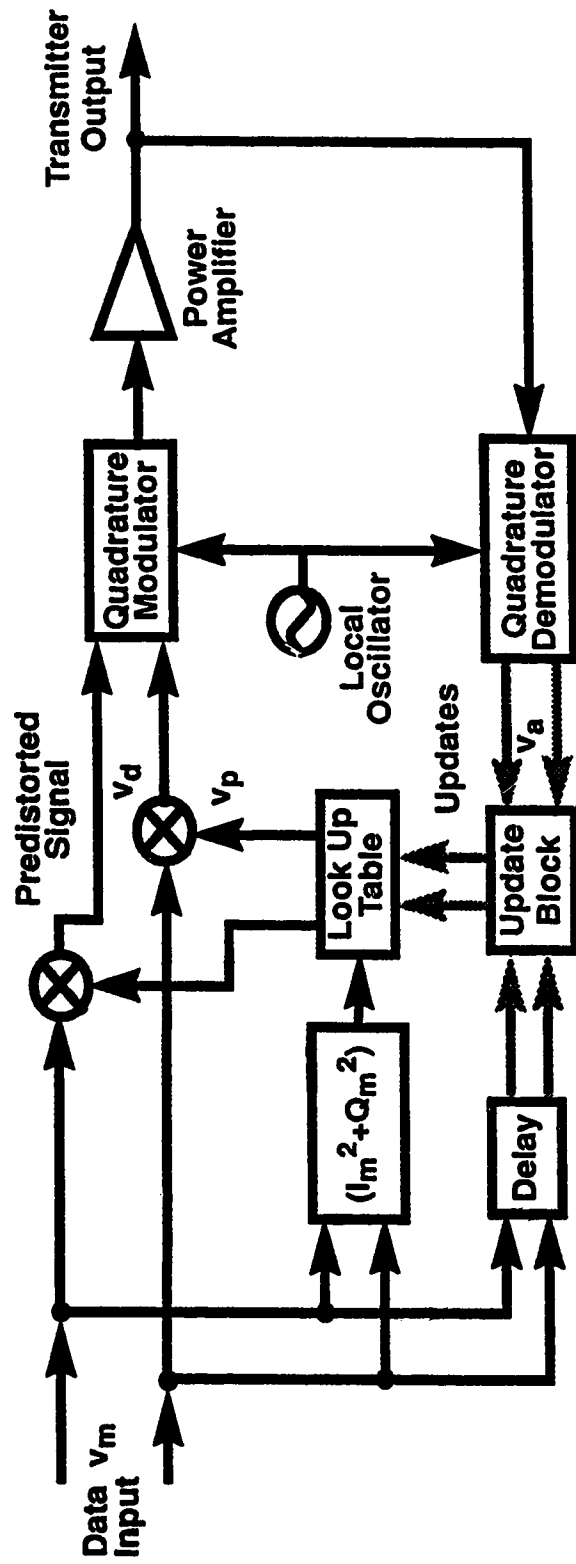 Data v_m
Input
Predistorted
Signal
v_d
v_p
Quadrature
Modulator
Power
Amplifier
Transmitter
Output
Local
Oscillator
(I_m^2+Q_m^2)
Look Up
Table
Updates
Delay
Update
Block
v_a
Quadrature
Demodulator